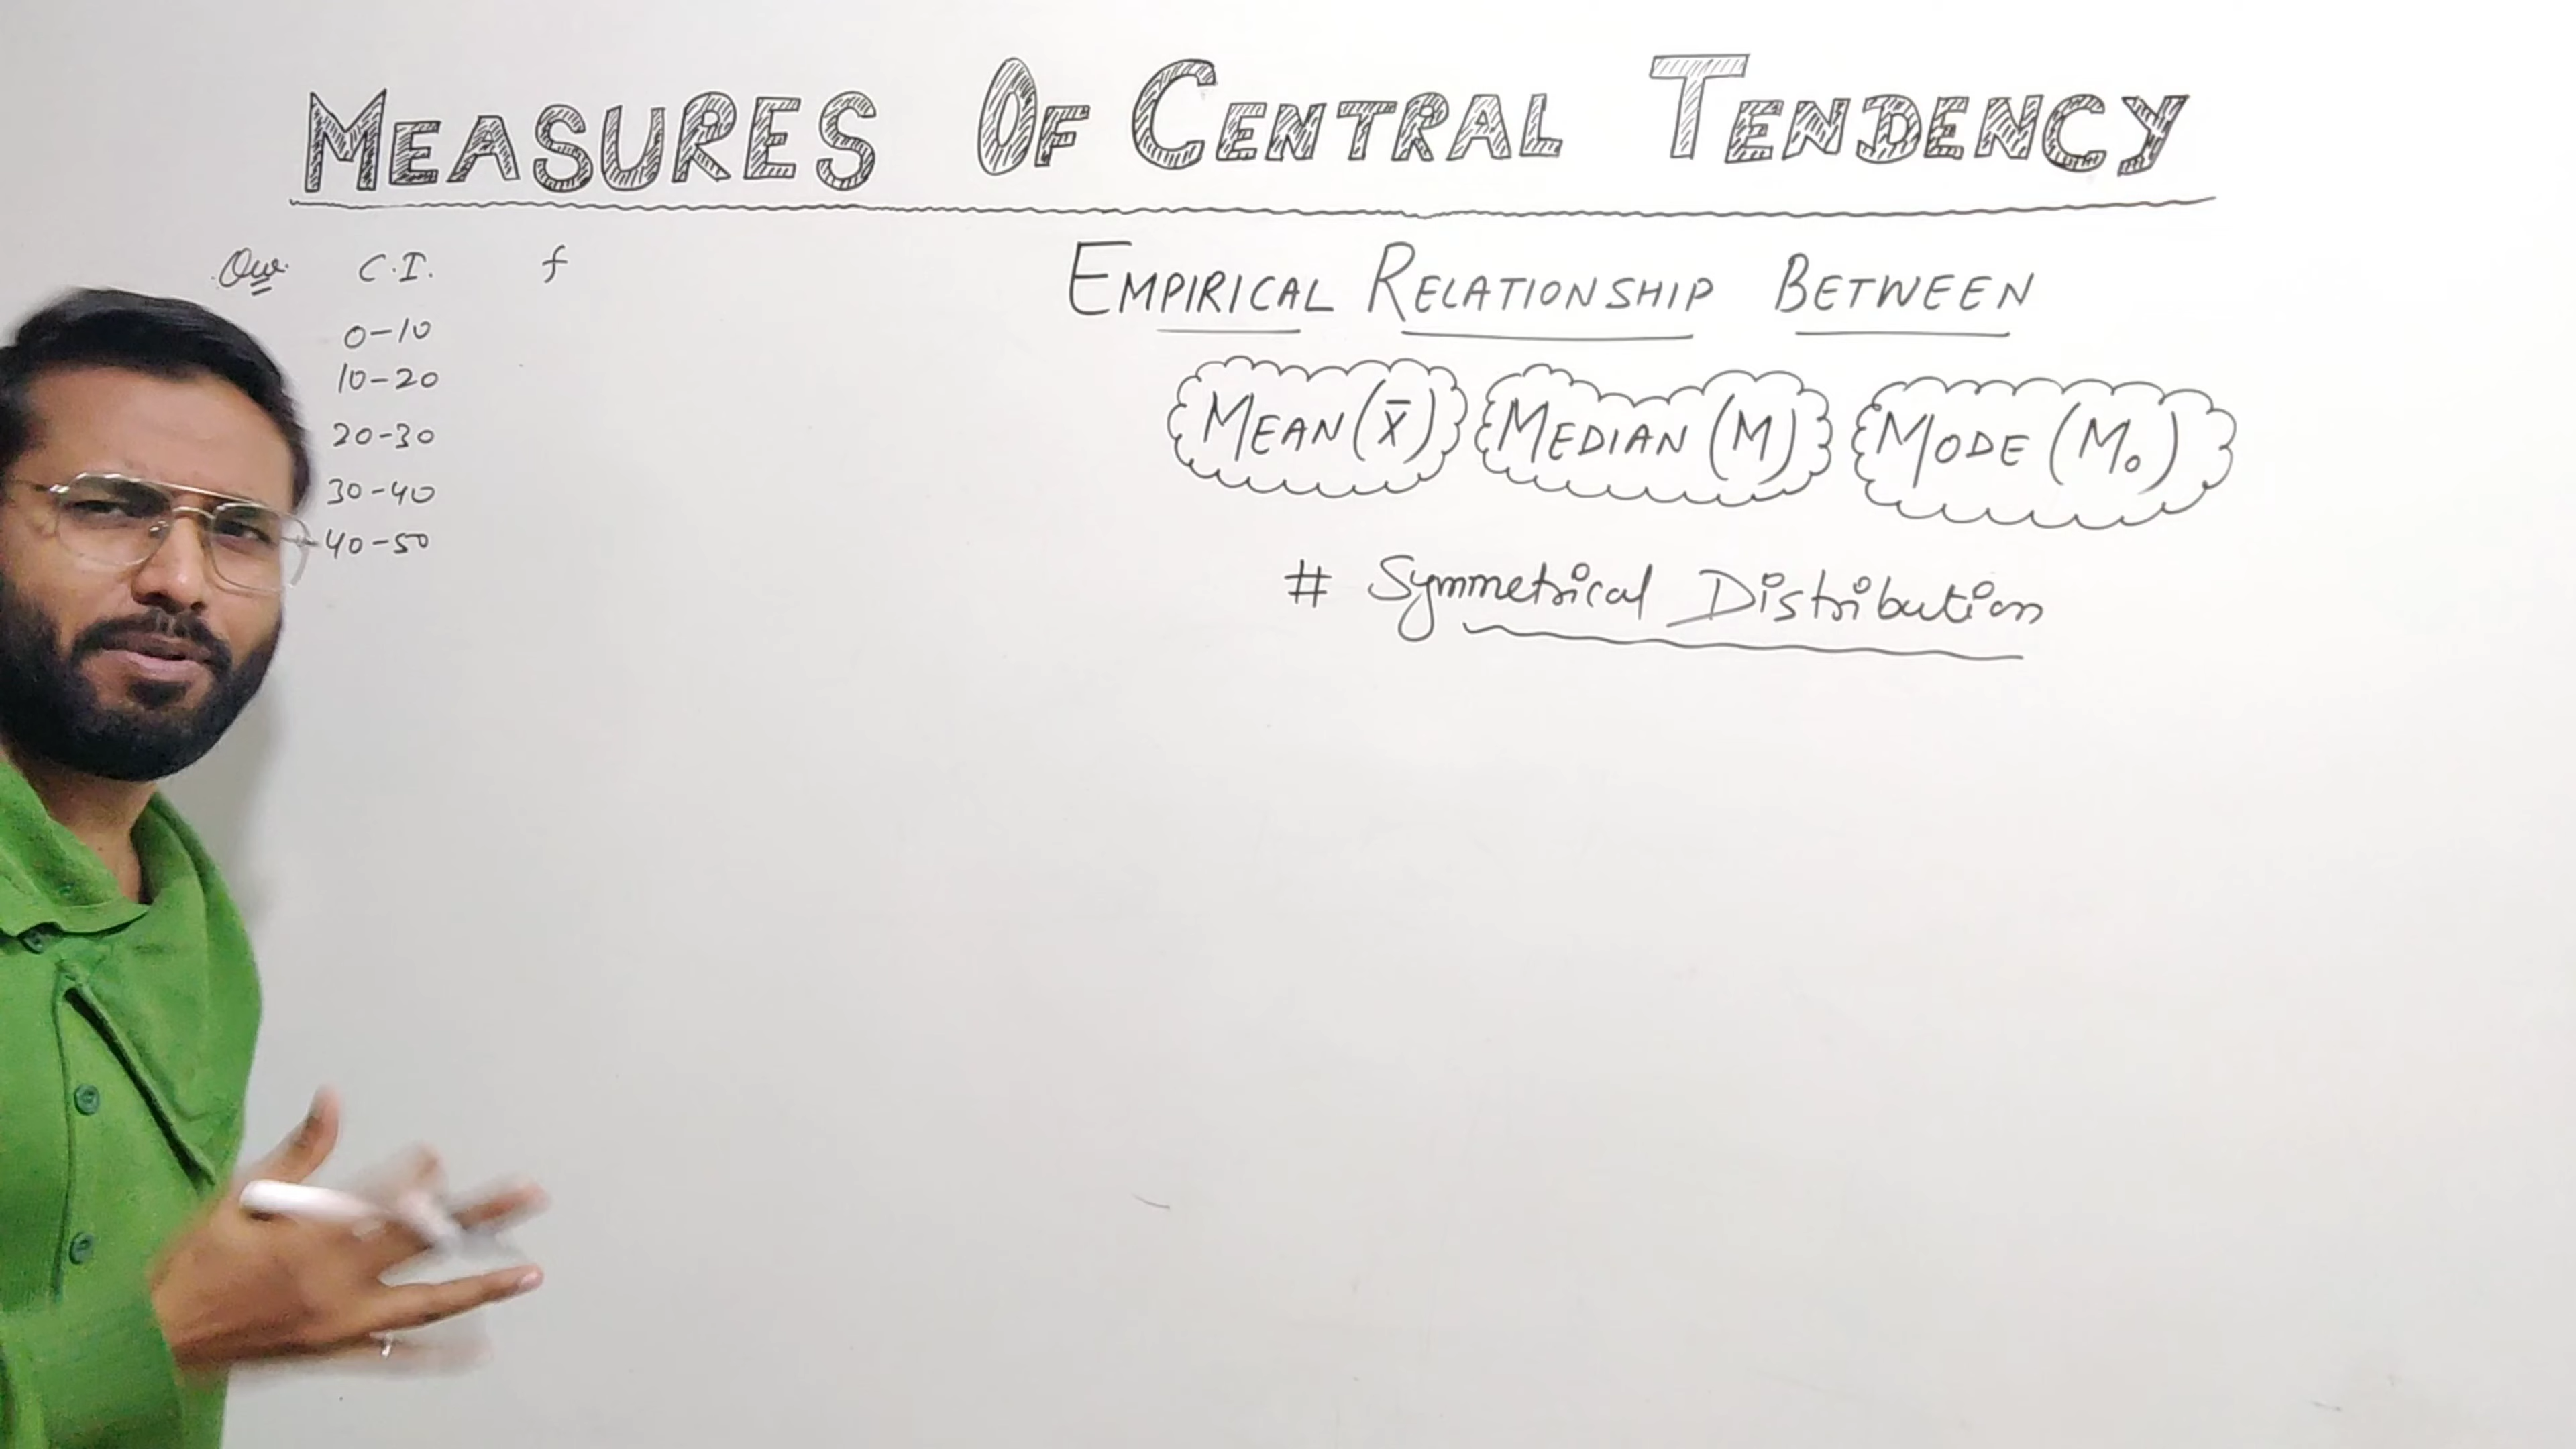 MEASURES OF CENTRAL TENDENCY
Que. C.I. f
0-10
10-20
20-30
30-40
40-50
EMPIRICAL RELATIONSHIP BETWEEN
MEAN (x̄) MEDIAN (M) MODE (M₀)
# Symmetrical Distribution